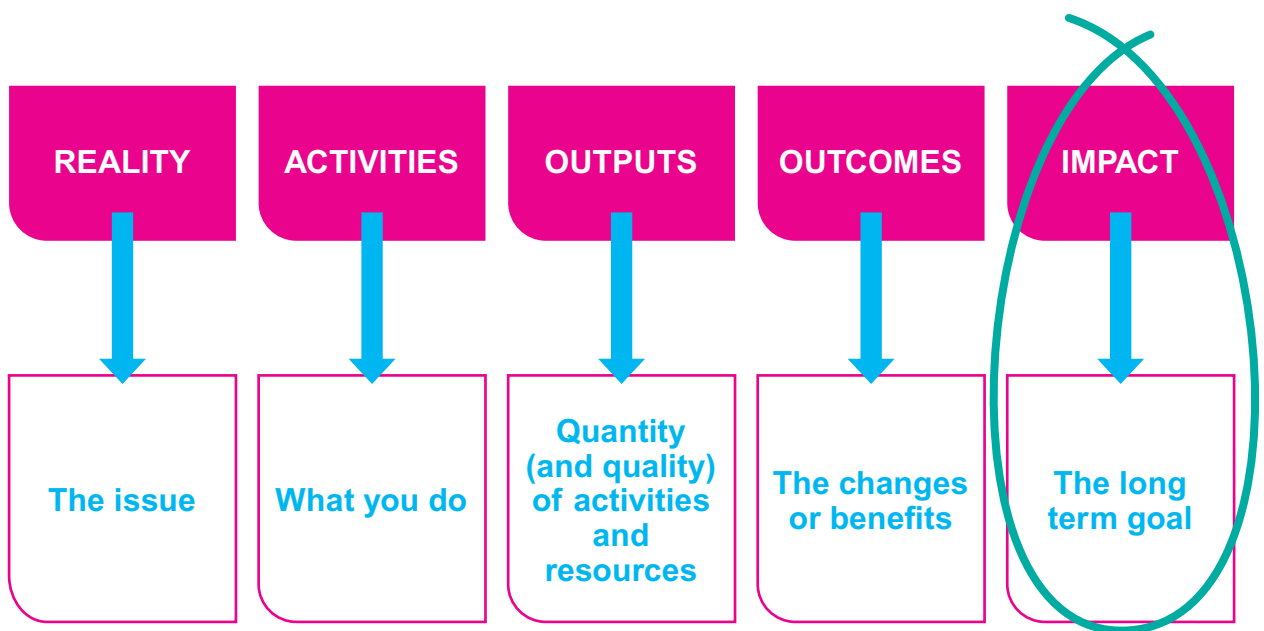 REALITY
ACTIVITIES
OUTPUTS
OUTCOMES
IMPACT
The issue
What you do
Quantity
(and quality)
of activities
and
resources
The changes
or benefits
The long
term goal